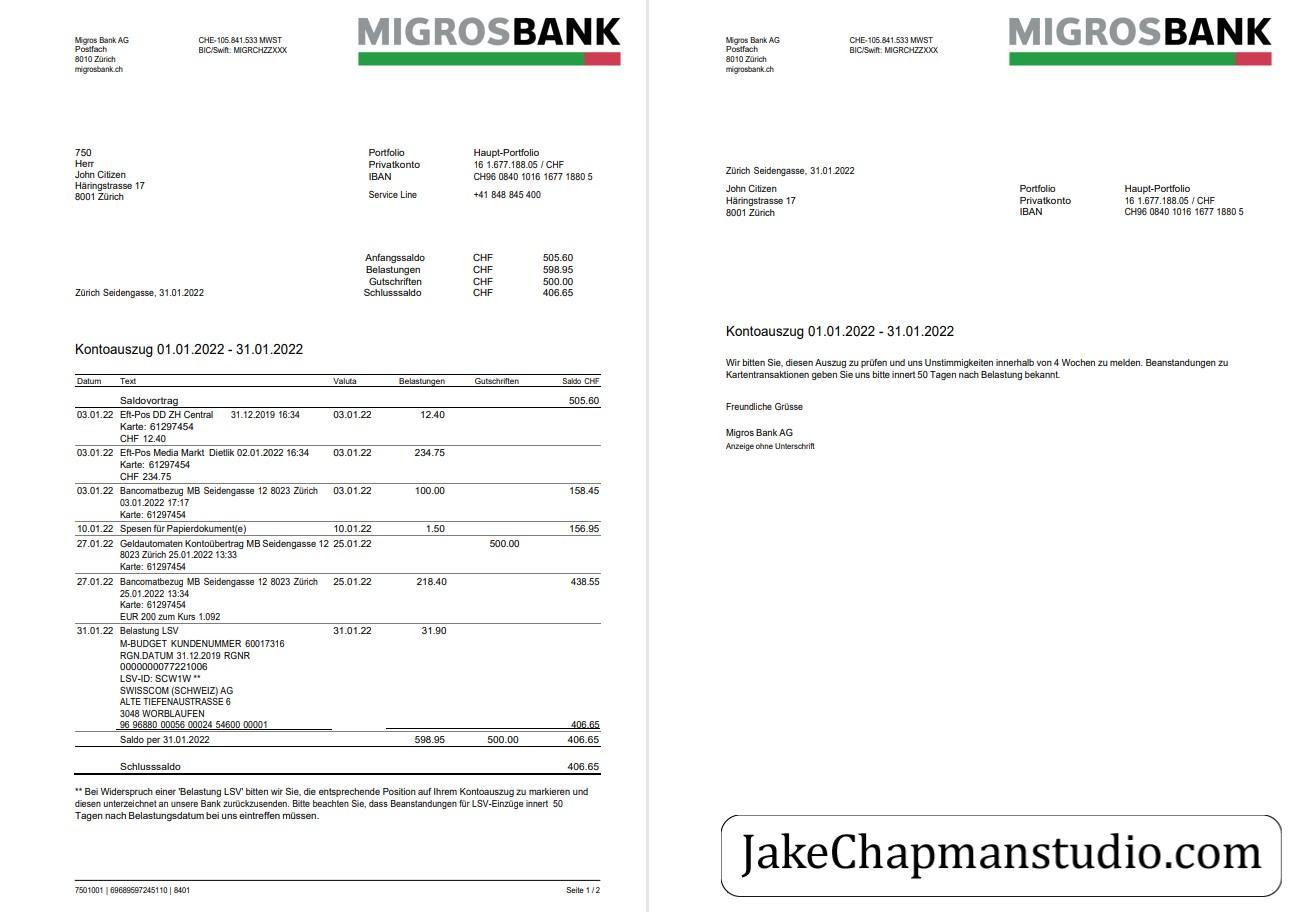 Migros Bank AG CHE-105.841.533 MWST MIGROSBANK
Postfach BIC/Swift: MIGRCHZZXXX
8010 Zürich
migrosbank.ch
750 Portfolio Haupt-Portfolio
Herr Privatkonto 16 1.677.188.05 / CHF
John Citizen IBAN CH96 0840 1016 1677 1880 5
Häringstrasse 17
8001 Zürich Service Line +41 848 845 400
Anfangssaldo CHF 505.60
Belastungen CHF 598.95
Gutschriften CHF 500.00
Zürich Seidengasse, 31.01.2022 Schlusssaldo CHF 406.65
Kontoauszug 01.01.2022 - 31.01.2022
Datum Text Valuta Belastungen Gutschriften Saldo CHF
Saldovortrag 505.60
03.01.22 Eft-Pos DD ZH Central 31.12.2019 16:34 03.01.22 12.40
Karte: 61297454
CHF 12.40
03.01.22 Eft-Pos Media Markt Dietlik 02.01.2022 16:34 03.01.22 234.75
Karte: 61297454
CHF 234.75
03.01.22 Bancomatbezug MB Seidengasse 12 8023 Zürich 03.01.22 100.00 158.45
03.01.2022 17:17
Karte: 61297454
10.01.22 Spesen für Papierdokument(e) 10.01.22 1.50 156.95
27.01.22 Geldautomaten Kontoübertrag MB Seidengasse 12 25.01.22 500.00
8023 Zürich 25.01.2022 13:33
Karte: 61297454
27.01.22 Bancomatbezug MB Seidengasse 12 8023 Zürich 25.01.22 218.40 438.55
25.01.2022 13:34
Karte: 61297454
EUR 200 zum Kurs 1.092
31.01.22 Belastung LSV 31.01.22 31.90
M-BUDGET KUNDENUMMER 60017316
RGN.DATUM 31.12.2019 RGNR
0000000077221006
LSV-ID: SCW1W **
SWISSCOM (SCHWEIZ) AG
ALTE TIEFENAUSTRASSE 6
3048 WORBLAUFEN
96 96880 00056 00024 54600 00001 406.65
Saldo per 31.01.2022 598.95 500.00 406.65
Schlusssaldo 406.65
** Bei Widerspruch einer 'Belastung LSV' bitten wir Sie, die entsprechende Position auf Ihrem Kontoauszug zu markieren und
diesen unterzeichnet an unsere Bank zurückzusenden. Bitte beachten Sie, dass Beanstandungen für LSV-Einzüge innert 50
Tagen nach Belastungsdatum bei uns eintreffen müssen.
7501001 | 69689597245110 | 8401 Seite 1 / 2
Migros Bank AG CHE-105.841.533 MWST MIGROSBANK
Postfach BIC/Swift: MIGRCHZZXXX
8010 Zürich
migrosbank.ch
Zürich Seidengasse, 31.01.2022
John Citizen Portfolio Haupt-Portfolio
Häringstrasse 17 Privatkonto 16 1.677.188.05 / CHF
8001 Zürich IBAN CH96 0840 1016 1677 1880 5
Kontoauszug 01.01.2022 - 31.01.2022
Wir bitten Sie, diesen Auszug zu prüfen und uns Unstimmigkeiten innerhalb von 4 Wochen zu melden. Beanstandungen zu
Kartentransaktionen geben Sie uns bitte innert 50 Tagen nach Belastung bekannt.
Freundliche Grüsse
Migros Bank AG
Anzeige ohne Unterschrift
JakeChapmanstudio.com